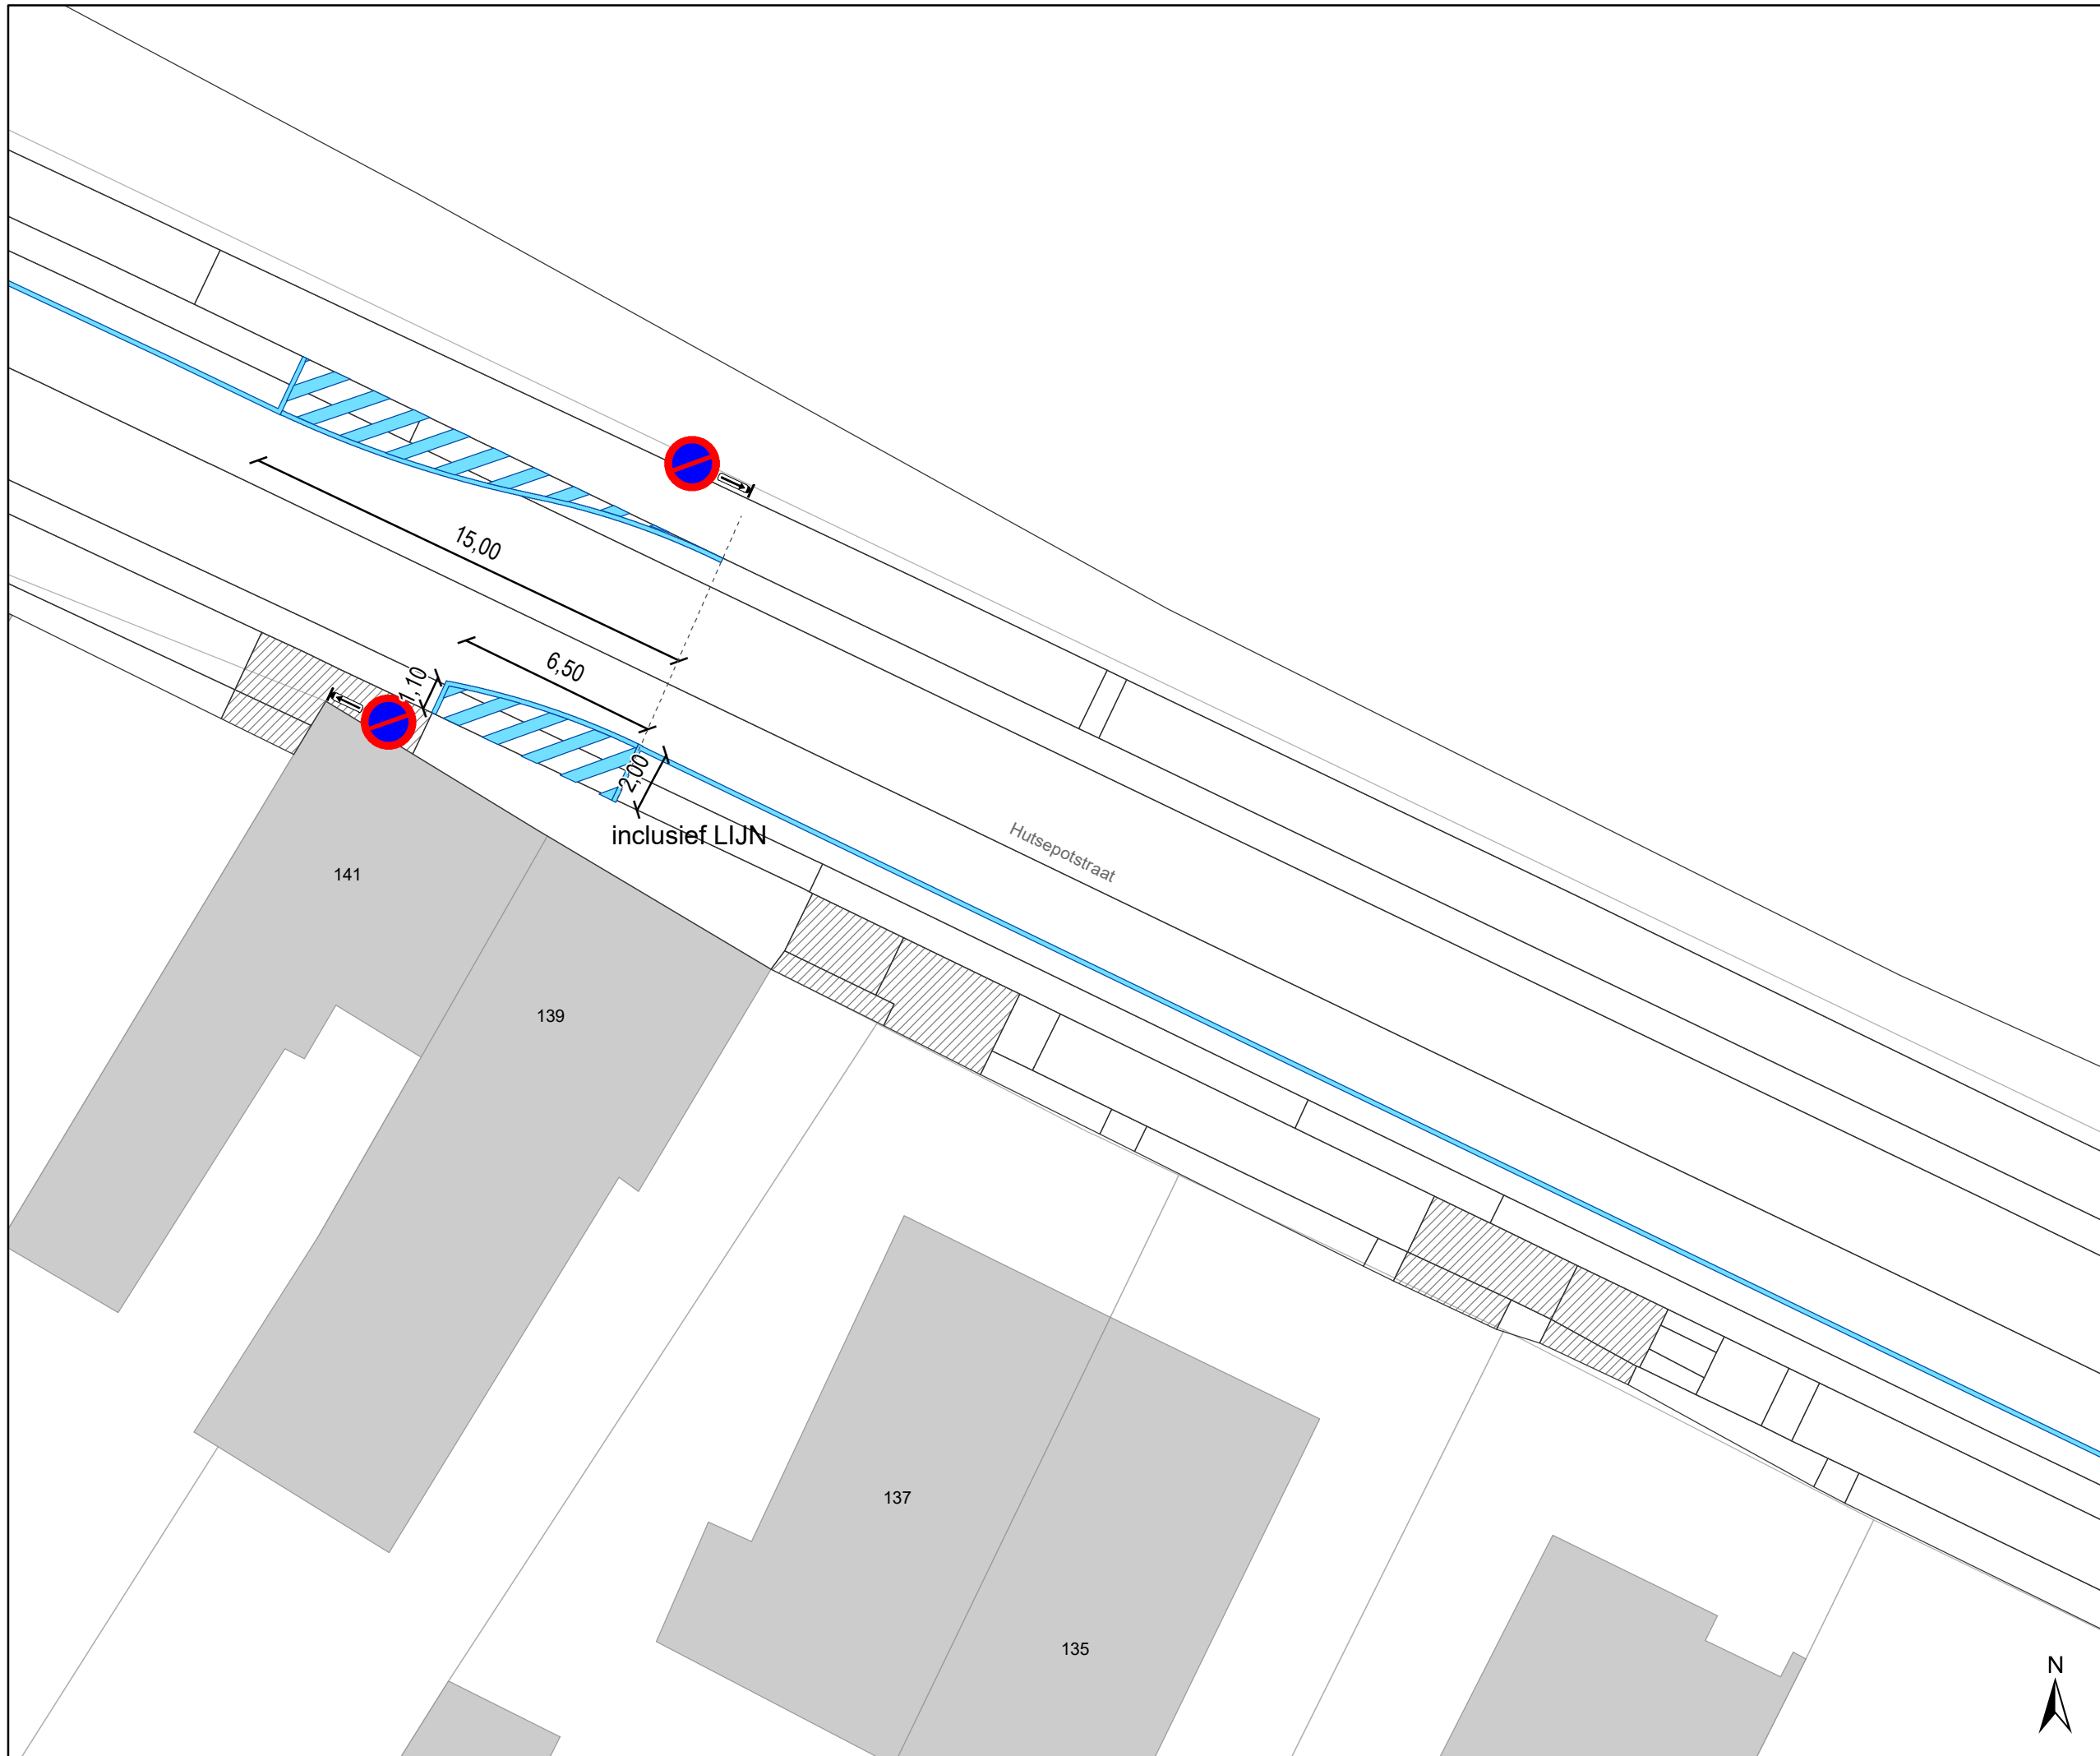 15,00
6,50
1,10
2,00
inclusief LIJN
Hutsepotstraat
141
139
137
135
N